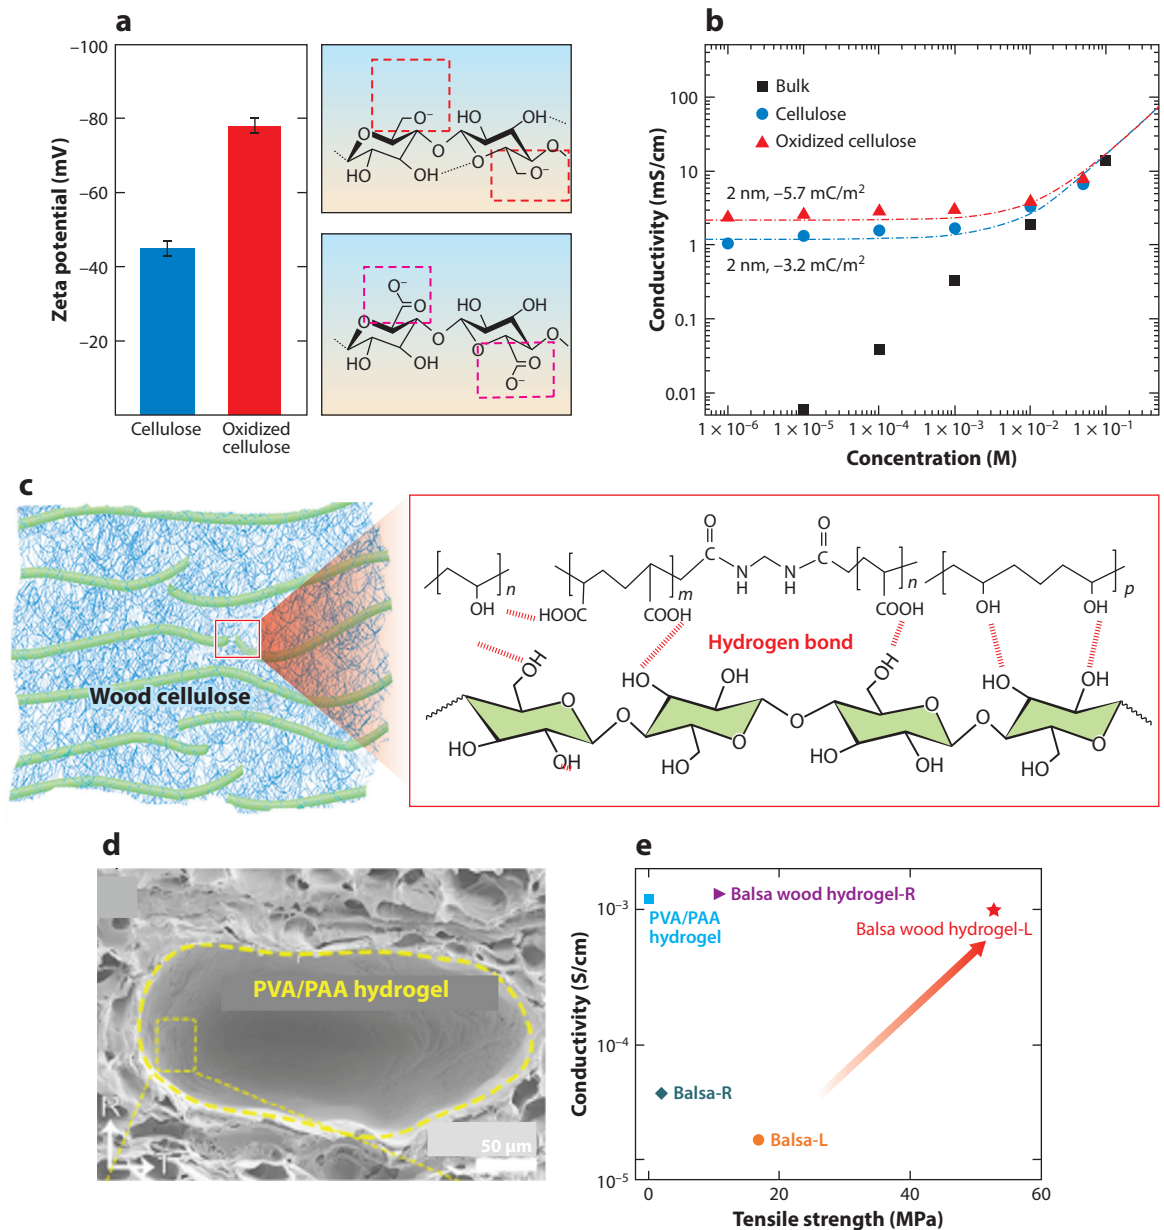 a
Zeta potential (mV)
–100
–80
–60
–40
–20
Cellulose
Oxidized
cellulose
O⁻
HO
OH
O
O
O
HO
OH
O
O⁻
O⁻
O
HO
OH
O
O
O
HO
OH
O
O
O⁻
b
Conductivity (mS/cm)
100
10
1
0.1
0.01
Bulk
Cellulose
Oxidized cellulose
2 nm, –5.7 mC/m²
2 nm, –3.2 mC/m²
1 × 10⁻⁶
1 × 10⁻⁵
1 × 10⁻⁴
1 × 10⁻³
1 × 10⁻²
1 × 10⁻¹
Concentration (M)
c
Wood cellulose
O
O
C
C
N
H
N
H
n
OH
HOOC
m
COOH
n
COOH
OH
OH
p
Hydrogen bond
OH
HO
OH
OH
HO
HO
O
O
O
O
HO
OH
HO
O
HO
OH
O
O
OH
d
PVA/PAA hydrogel
R
T
50 µm
e
Conductivity (S/cm)
10⁻³
10⁻⁴
10⁻⁵
PVA/PAA
hydrogel
Balsa wood hydrogel-R
Balsa wood hydrogel-L
Balsa-R
Balsa-L
0
20
40
60
Tensile strength (MPa)